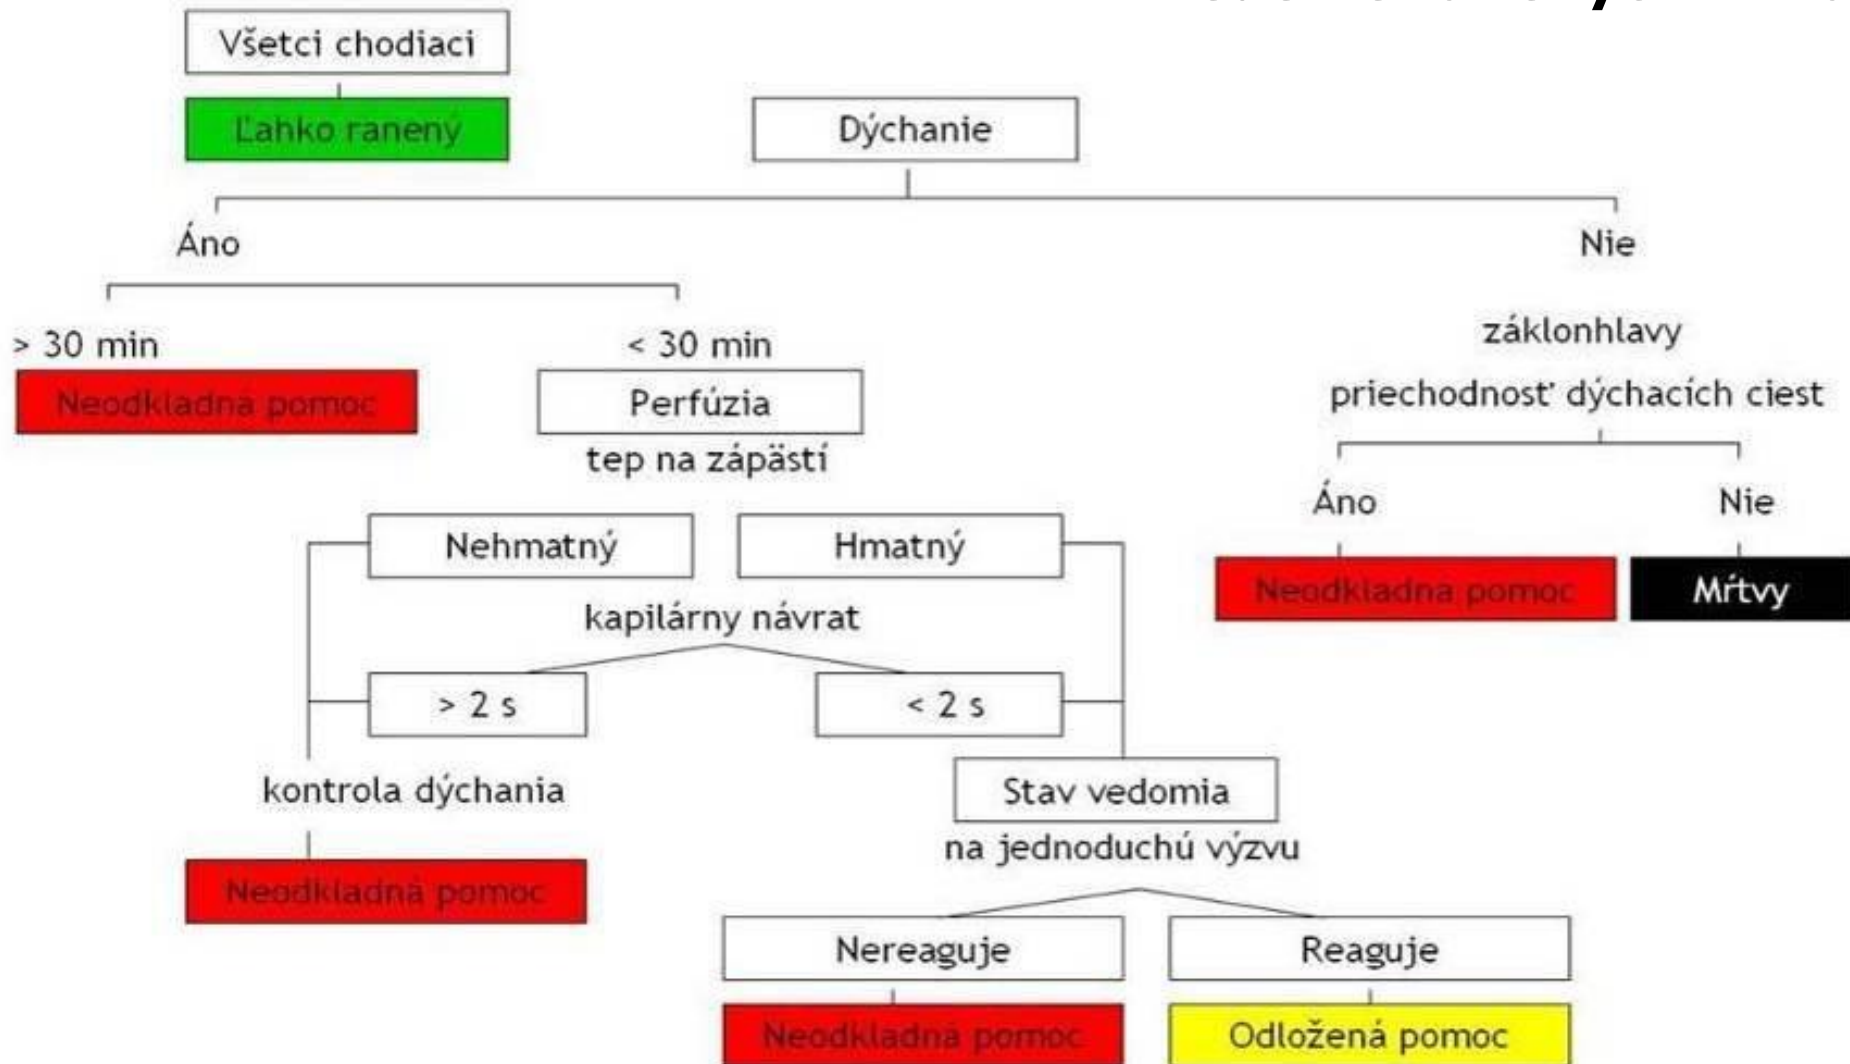 Všetci chodiaci
Ľahko ranený
Dýchanie
Áno
Nie
> 30 min
< 30 min
Neodkladná pomoc
Perfúzia
tep na zápästí
záklonhlavy
priechodnosť dýchacích ciest
Áno
Nie
Neodkladná pomoc
Mŕtvy
Nehmatný
Hmatný
kapilárny návrat
> 2 s
< 2 s
kontrola dýchania
Neodkladná pomoc
Stav vedomia
na jednoduchú výzvu
Nereaguje
Reaguje
Neodkladná pomoc
Odložená pomoc